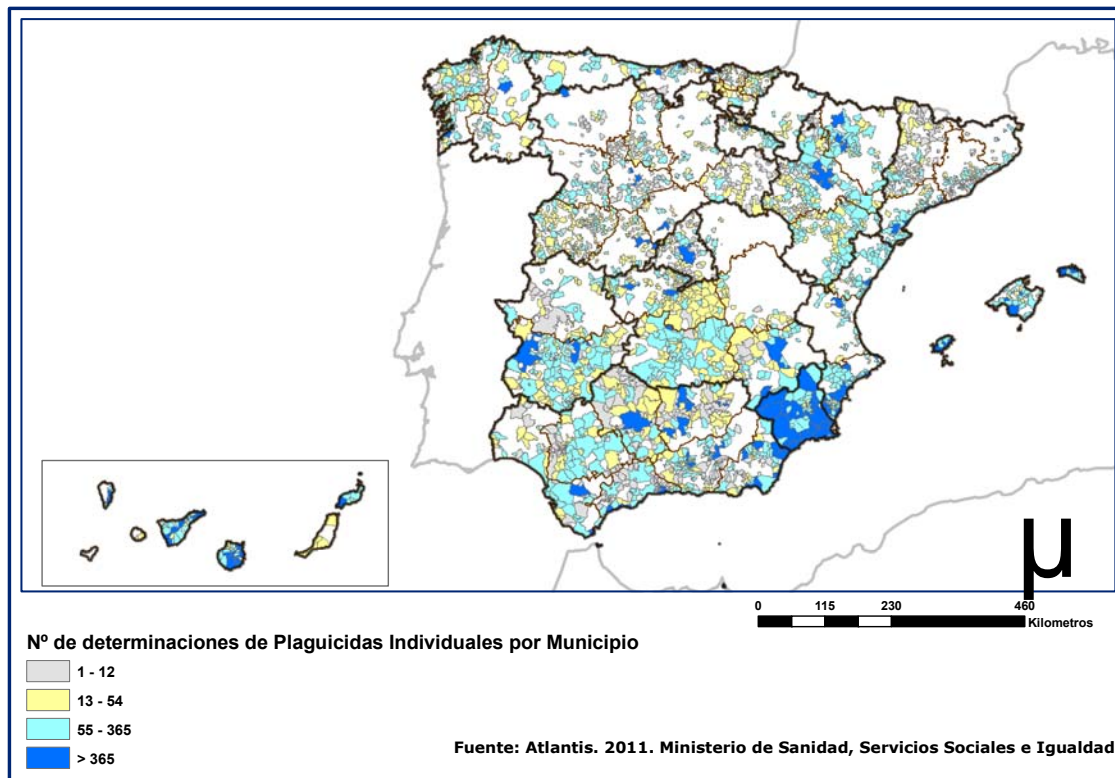 µ
0 115 230 460
Kilometros
Nº de determinaciones de Plaguicidas Individuales por Municipio
1 - 12
13 - 54
55 - 365
> 365
Fuente: Atlantis. 2011. Ministerio de Sanidad, Servicios Sociales e Igualdad